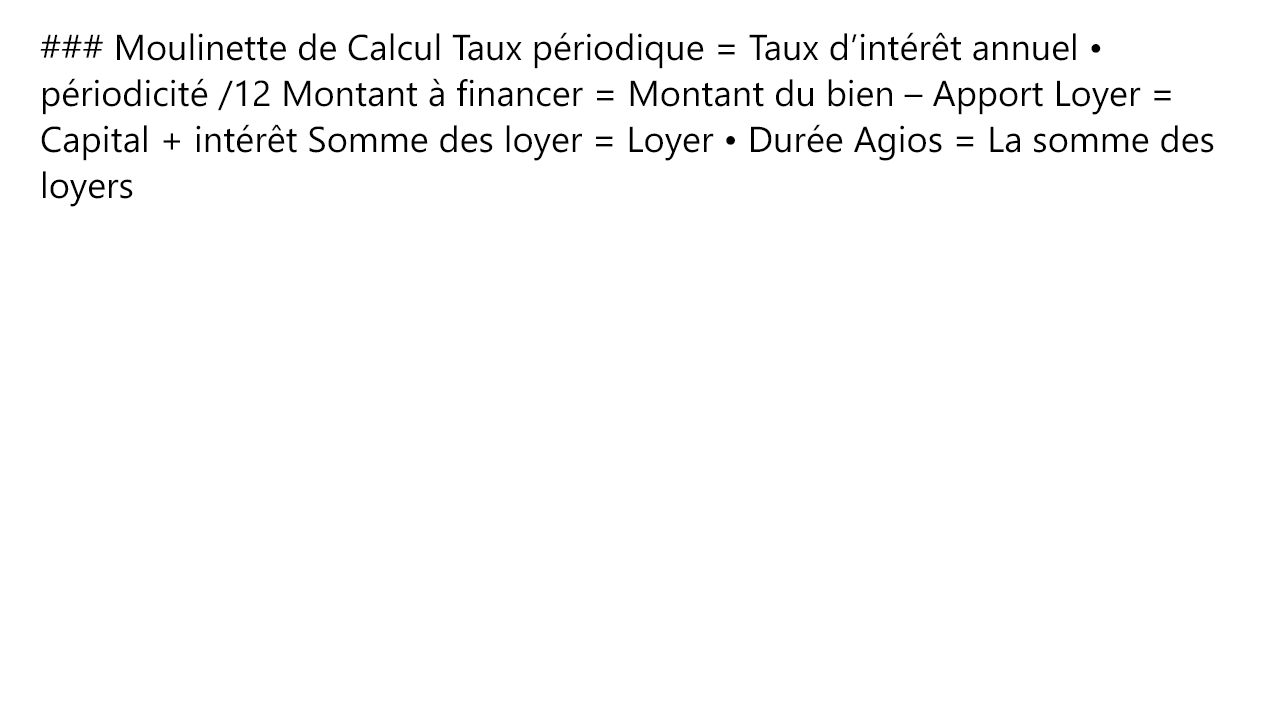 ### Moulinette de Calcul Taux périodique = Taux d’intérêt annuel •
périodicité /12 Montant à financer = Montant du bien – Apport Loyer =
Capital + intérêt Somme des loyer = Loyer • Durée Agios = La somme des
loyers